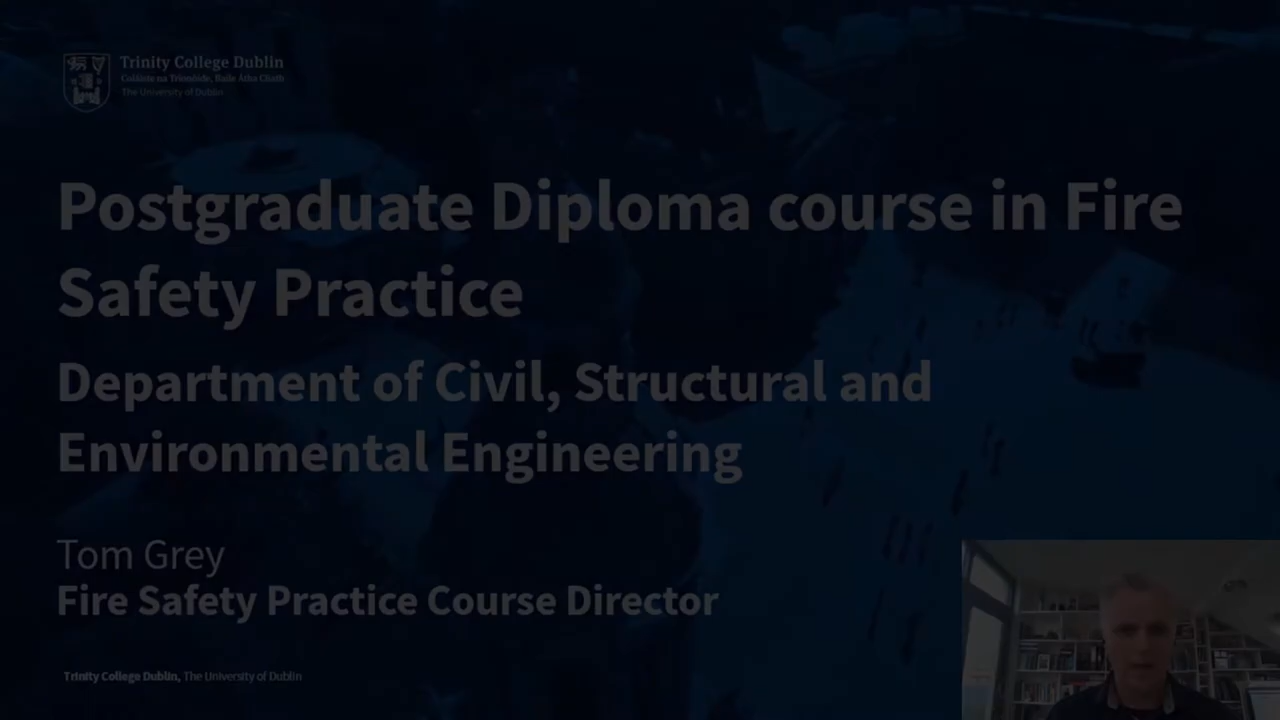 Trinity College Dublin
Coláiste na Tríonóide, Baile Átha Cliath
The University of Dublin
Postgraduate Diploma course in Fire
Safety Practice
Department of Civil, Structural and
Environmental Engineering
Tom Grey
Fire Safety Practice Course Director
Trinity College Dublin, The University of Dublin